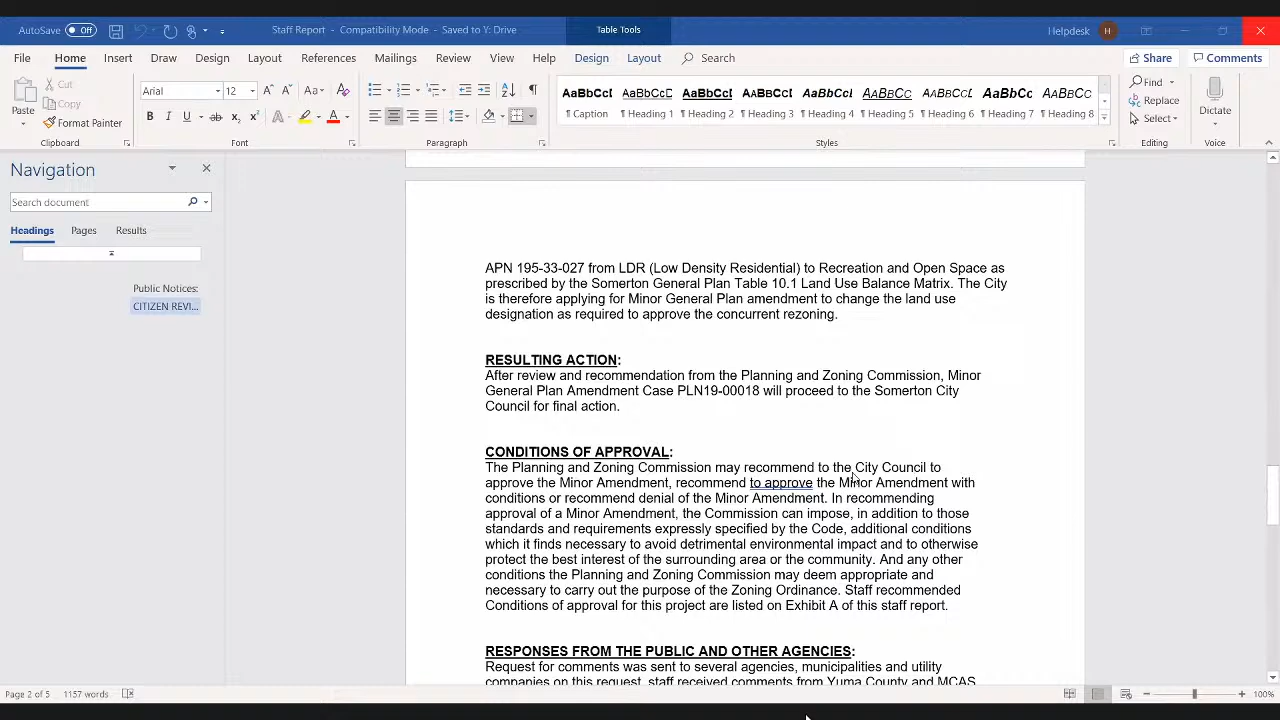 AutoSave Off Staff Report - Compatibility Mode - Saved to Y: Drive Table Tools Helpdesk H
File Home Insert Draw Design Layout References Mailings Review View Help Design Layout Search Share Comments
Paste Cut Copy Format Painter
Clipboard
Arial 12
Font
Paragraph
AaBbCcI AaBbCcD AaBbCcI AaBbCcI AaBbCcI AaBbCc AaBbCcI AaBbCcI AaBbCc
¶ Caption ¶ Heading 1 ¶ Heading 2 ¶ Heading 3 ¶ Heading 4 ¶ Heading 5 ¶ Heading 6 ¶ Heading 7 ¶ Heading 8
Styles
Find
Replace
Select
Editing
Dictate
Voice
Navigation
Search document
Headings Pages Results
Public Notices:
CITIZEN REVI...
APN 195-33-027 from LDR (Low Density Residential) to Recreation and Open Space as
prescribed by the Somerton General Plan Table 10.1 Land Use Balance Matrix. The City
is therefore applying for Minor General Plan amendment to change the land use
designation as required to approve the concurrent rezoning.
RESULTING ACTION:
After review and recommendation from the Planning and Zoning Commission, Minor
General Plan Amendment Case PLN19-00018 will proceed to the Somerton City
Council for final action.
CONDITIONS OF APPROVAL:
The Planning and Zoning Commission may recommend to the City Council to
approve the Minor Amendment, recommend to approve the Minor Amendment with
conditions or recommend denial of the Minor Amendment. In recommending
approval of a Minor Amendment, the Commission can impose, in addition to those
standards and requirements expressly specified by the Code, additional conditions
which it finds necessary to avoid detrimental environmental impact and to otherwise
protect the best interest of the surrounding area or the community. And any other
conditions the Planning and Zoning Commission may deem appropriate and
necessary to carry out the purpose of the Zoning Ordinance. Staff recommended
Conditions of approval for this project are listed on Exhibit A of this staff report.
RESPONSES FROM THE PUBLIC AND OTHER AGENCIES:
Request for comments was sent to several agencies, municipalities and utility
companies on this request, staff received comments from Yuma County and MCAS
Page 2 of 5 1157 words 100%